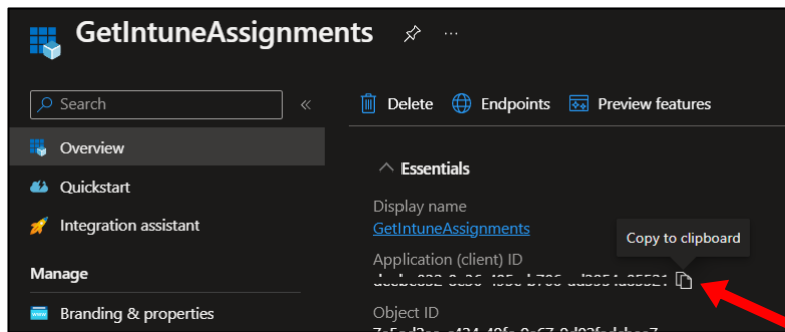 GetIntuneAssignments
Search
Delete
Endpoints
Preview features
Overview
Quickstart
Integration assistant
Manage
Branding & properties
Essentials
Display name
GetIntuneAssignments
Copy to clipboard
Application (client) ID
Object ID